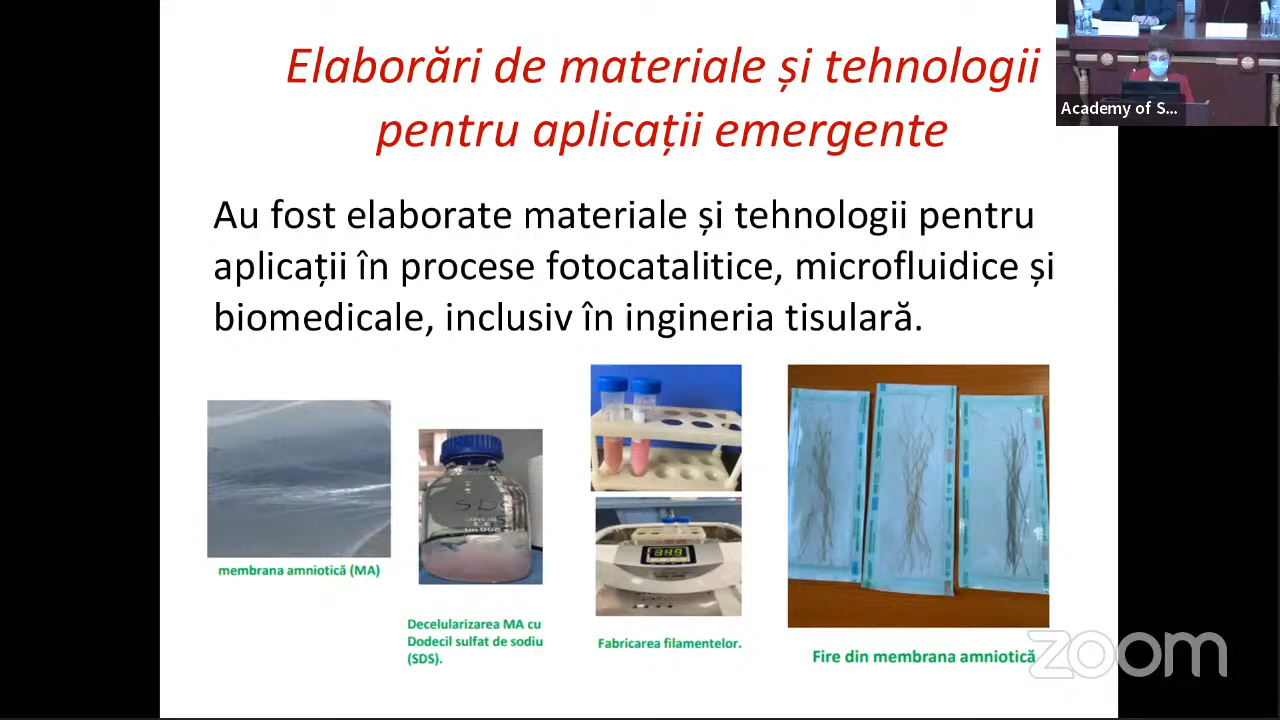 Elaborări de materiale și tehnologii
pentru aplicații emergente
Academy of S...
Au fost elaborate materiale și tehnologii pentru
aplicații în procese fotocatalitice, microfluidice și
biomedicale, inclusiv în ingineria tisulară.
membrana amniotică (MA)
Decelularizarea MA cu
Dodecil sulfat de sodiu
(SDS).
Fabricarea filamentelor.
Fire din membrana amniotică
zoom